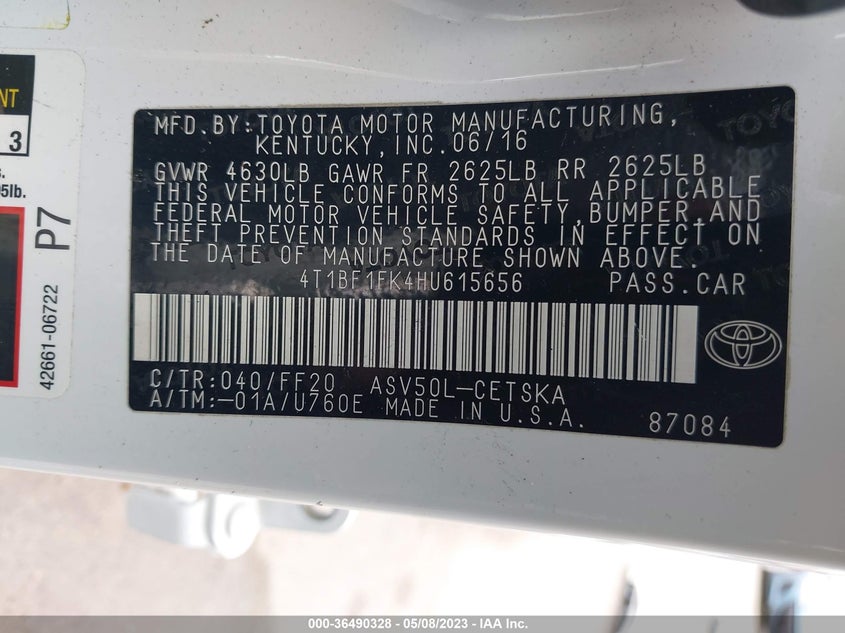 NT
3
s.
5lb.
P7
42661-06722
MFD.BY:TOYOTA MOTOR MANUFACTURING,
KENTUCKY,INC.06/16
GVWR 4630LB GAWR FR 2625LB RR 2625LB
THIS VEHICLE CONFORMS TO ALL APPLICABLE
FEDERAL MOTOR VEHICLE SAFETY,BUMPER,AND
THEFT PREVENTION STANDARDS IN EFFECT ON
THE DATE OF MANUFACTURE SHOWN ABOVE.
4T1BF1FK4HU615656 PASS.CAR
C/TR:040/FF20 ASV50L-CETSKA
A/TM:-01A/U760E MADE IN U.S.A.
87084
000-36490328 - 05/08/2023 - IAA Inc.